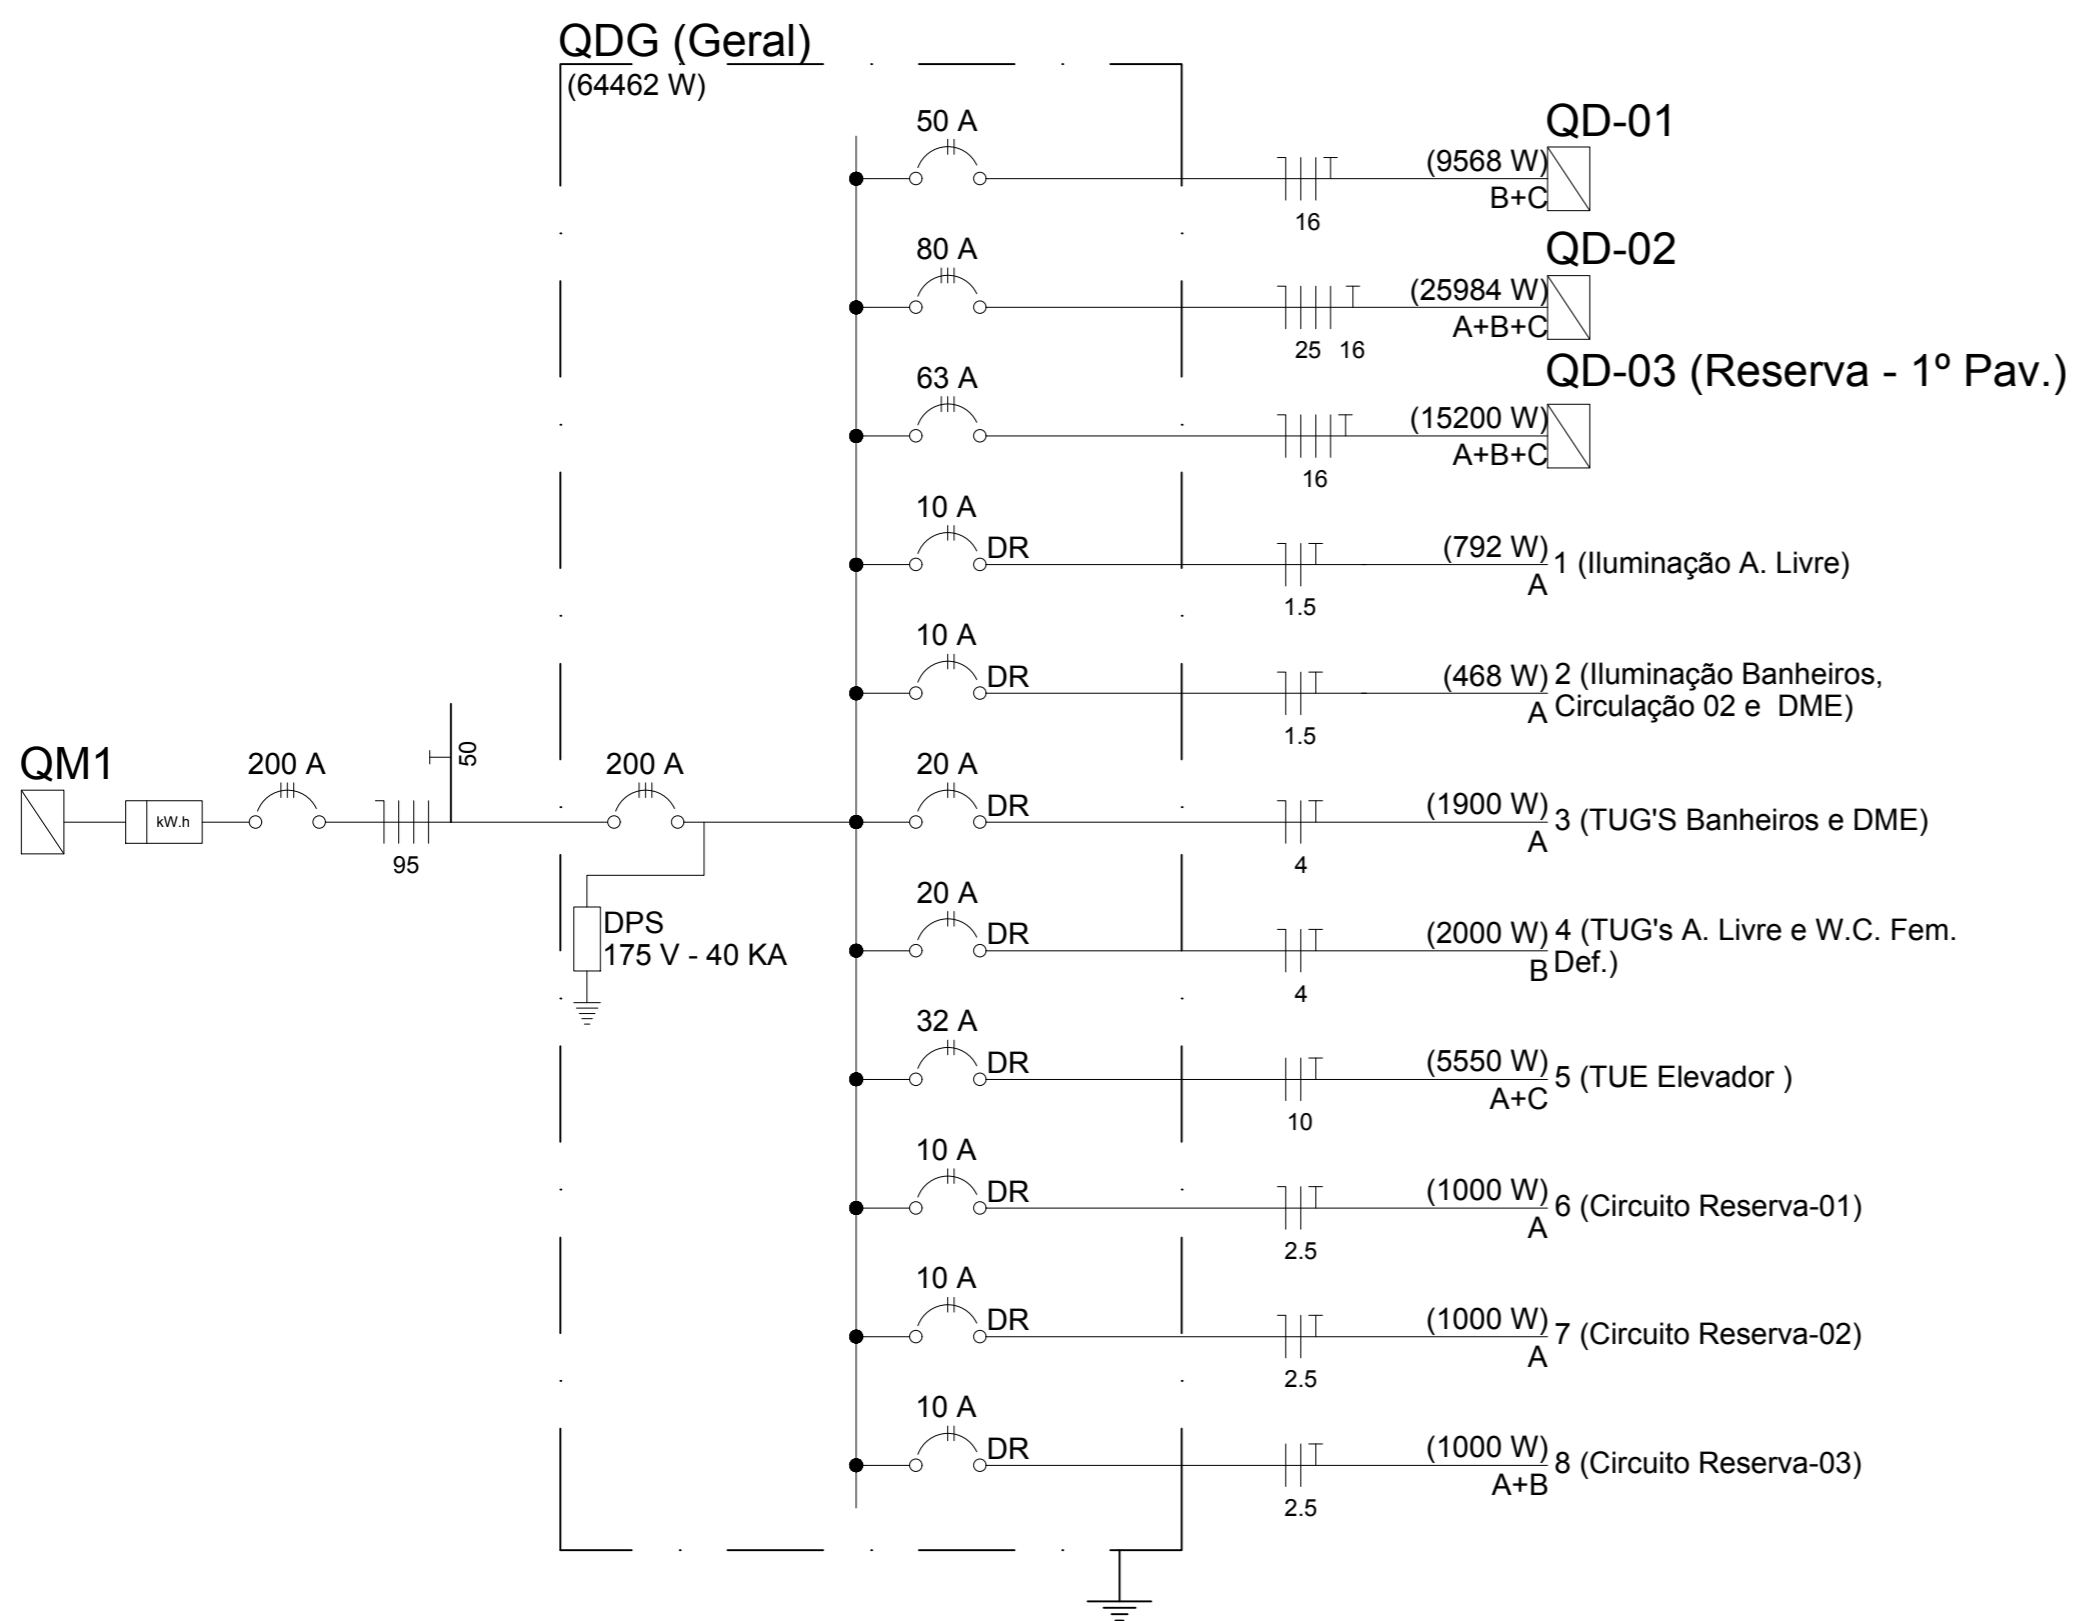 QDG (Geral)
(64462 W)
50 A
QD-01
(9568 W)
B+C
16
80 A
QD-02
(25984 W)
A+B+C
25 16
63 A
QD-03 (Reserva - 1º Pav.)
(15200 W)
A+B+C
16
10 A
DR
(792 W)
A
1 (Iluminação A. Livre)
1.5
10 A
DR
(468 W)
A
2 (Iluminação Banheiros,
Circulação 02 e DME)
1.5
QM1
kW.h
200 A
95
50
200 A
DPS
175 V - 40 KA
20 A
DR
(1900 W)
A
3 (TUG'S Banheiros e DME)
4
20 A
DR
(2000 W)
B
4 (TUG's A. Livre e W.C. Fem.
Def.)
4
32 A
DR
(5550 W)
A+C
5 (TUE Elevador )
10
10 A
DR
(1000 W)
A
6 (Circuito Reserva-01)
2.5
10 A
DR
(1000 W)
A
7 (Circuito Reserva-02)
2.5
10 A
DR
(1000 W)
A+B
8 (Circuito Reserva-03)
2.5